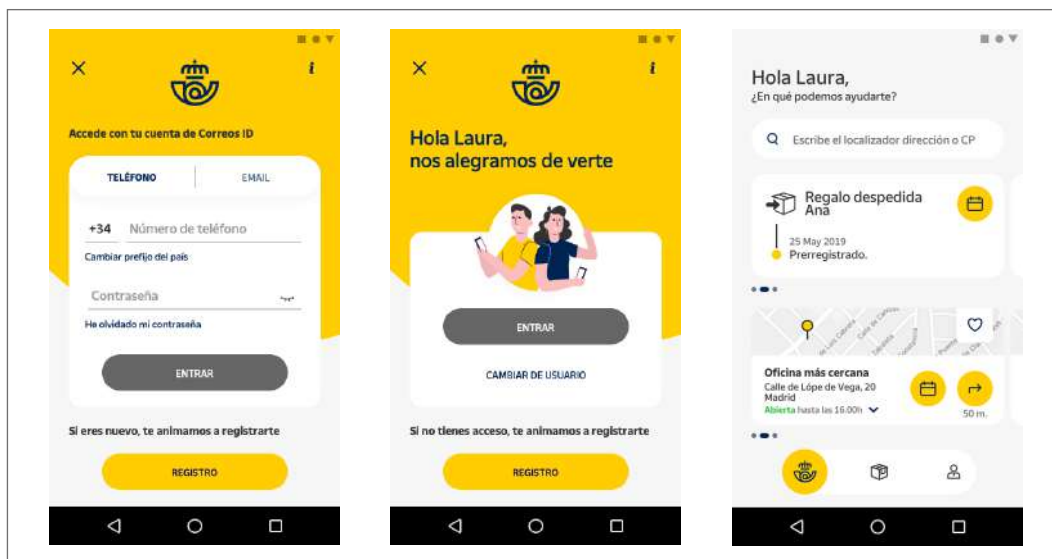 i
Accede con tu cuenta de Correos ID
TELÉFONO EMAIL
+34 Número de teléfono
Cambiar prefijo del país
Contraseña
He olvidado mi contraseña
ENTRAR
Si eres nuevo, te animamos a registrarte
REGISTRO
i
Hola Laura,
nos alegramos de verte
ENTRAR
CAMBIAR DE USUARIO
Si no tienes acceso, te animamos a registrarte
REGISTRO
Hola Laura,
¿En qué podemos ayudarte?
Escribe el localizador dirección o CP
Regalo despedida
Ana
25 May 2019
Prerregistrado.
Oficina más cercana
Calle de Lópe de Vega, 20
Madrid
Abierta hasta las 16.00h
50 m.